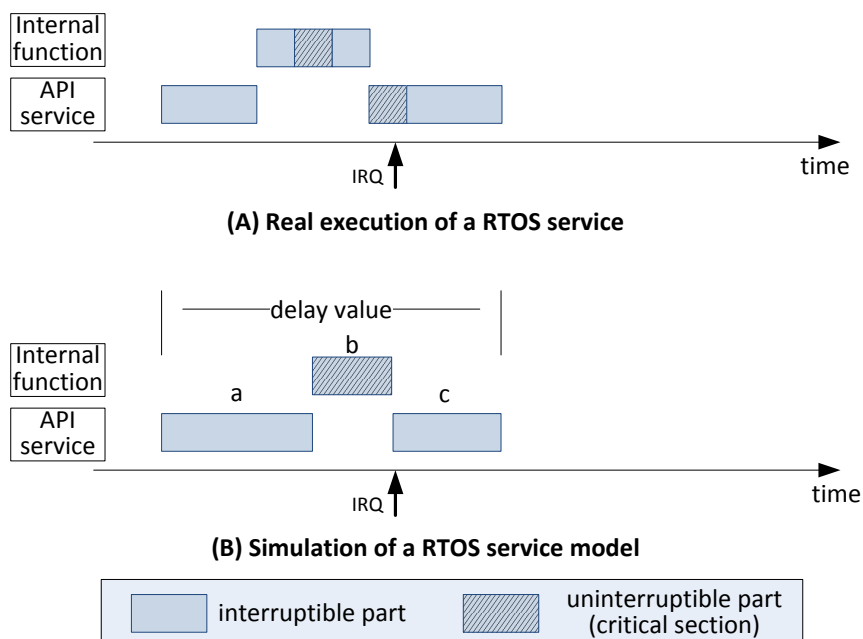 Internal
function
API
service
time
IRQ
(A) Real execution of a RTOS service
delay value
Internal
function
b
a
c
API
service
time
IRQ
(B) Simulation of a RTOS service model
interruptible part
uninterruptible part
(critical section)